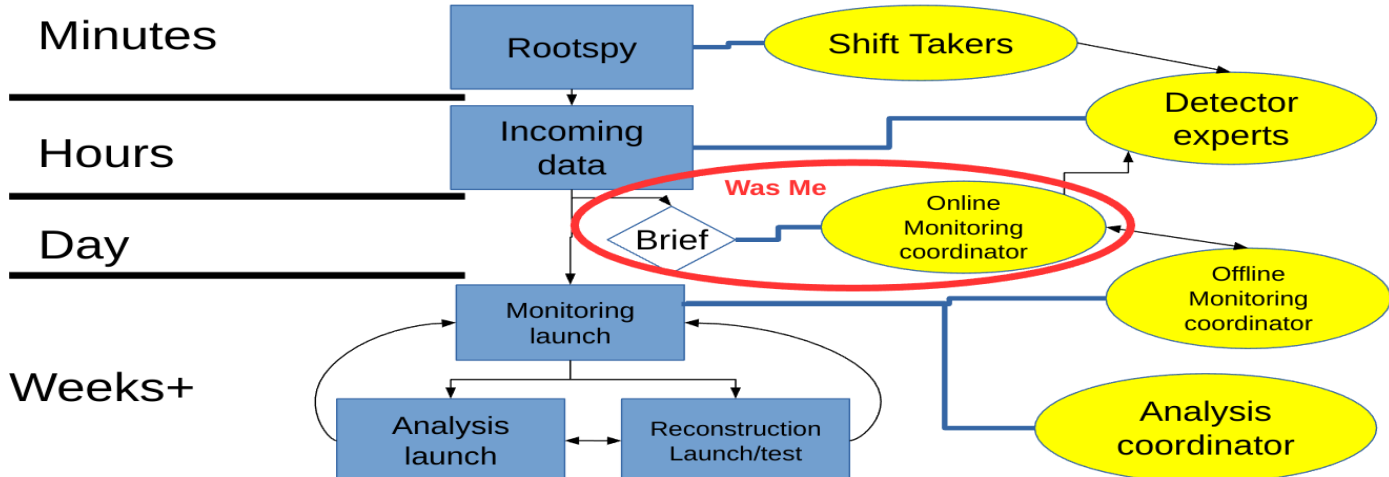 Minutes
Rootspy
Shift Takers
Detector
experts
Hours
Incoming
data
Was Me
Day
Brief
Online
Monitoring
coordinator
Offline
Monitoring
coordinator
Monitoring
launch
Weeks+
Analysis
launch
Reconstruction
Launch/test
Analysis
coordinator